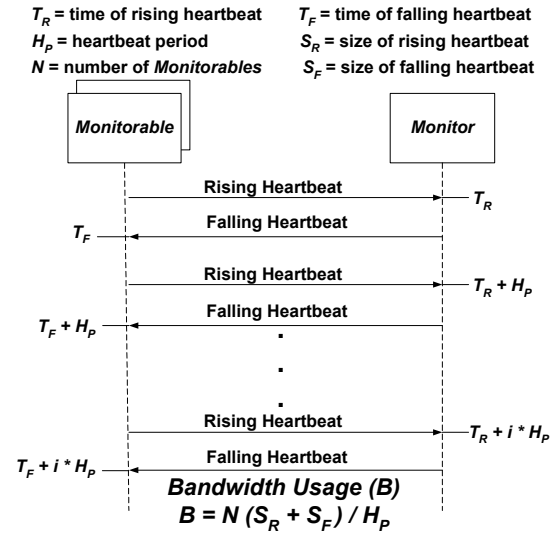 T_R = time of rising heartbeat
T_F = time of falling heartbeat
H_P = heartbeat period
S_R = size of rising heartbeat
N = number of Monitorables
S_F = size of falling heartbeat
Monitorable
Monitor
Rising Heartbeat
T_R
Falling Heartbeat
T_F
Rising Heartbeat
T_R + H_P
Falling Heartbeat
T_F + H_P
.
.
.
Rising Heartbeat
T_R + i * H_P
Falling Heartbeat
T_F + i * H_P
Bandwidth Usage (B)
B = N (S_R + S_F) / H_P